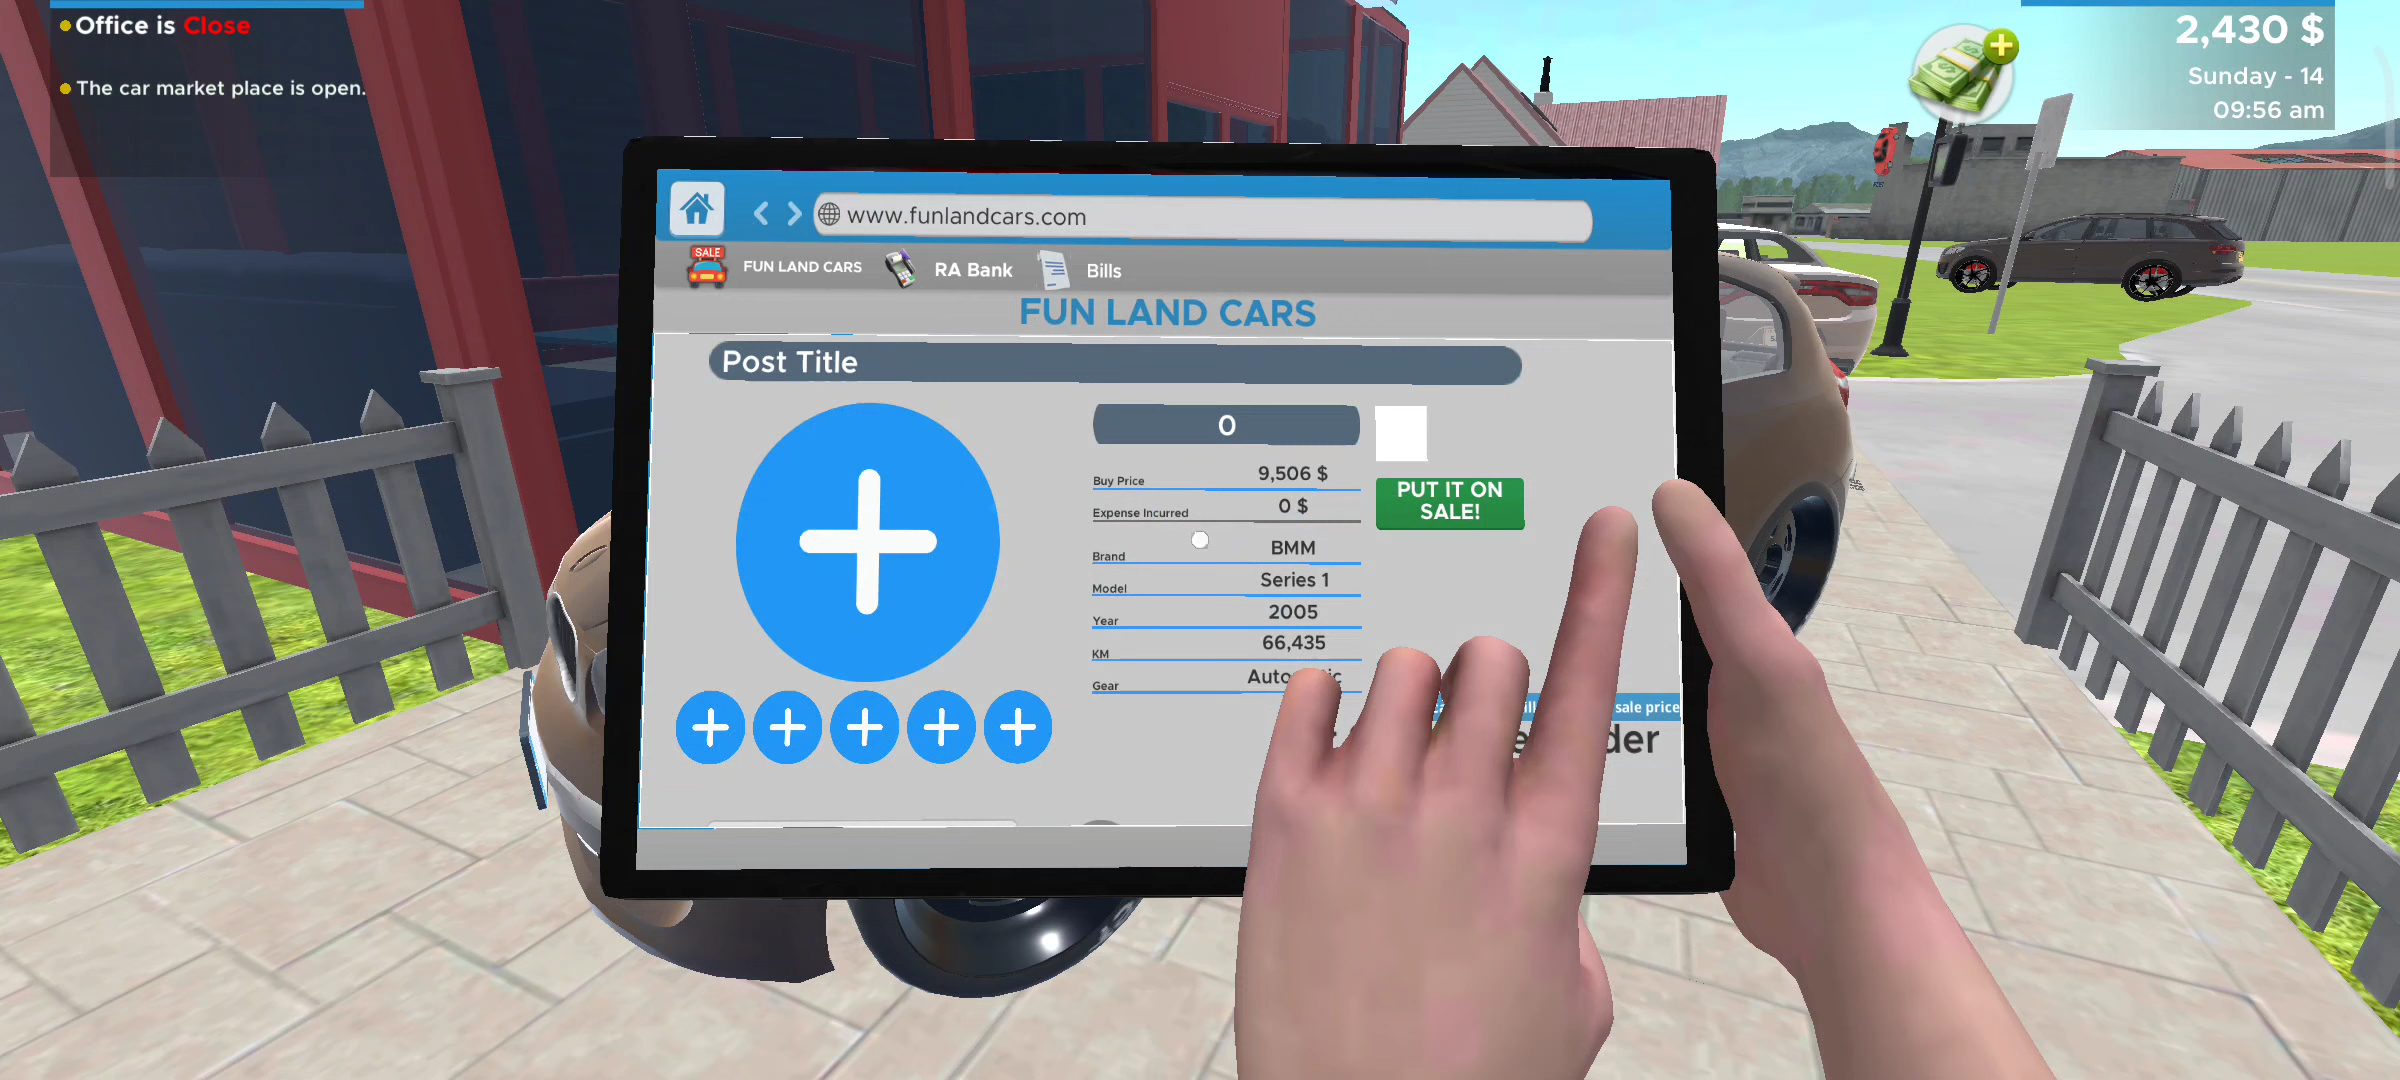 Office is Close
The car market place is open.
2,430 $
Sunday - 14
09:56 am
www.funlandcars.com
SALE
FUN LAND CARS
RA Bank
Bills
FUN LAND CARS
Post Title
0
Buy Price 9,506 $
Expense Incurred 0 $
PUT IT ON
SALE!
Brand BMM
Model Series 1
Year 2005
KM 66,435
Gear
sale price